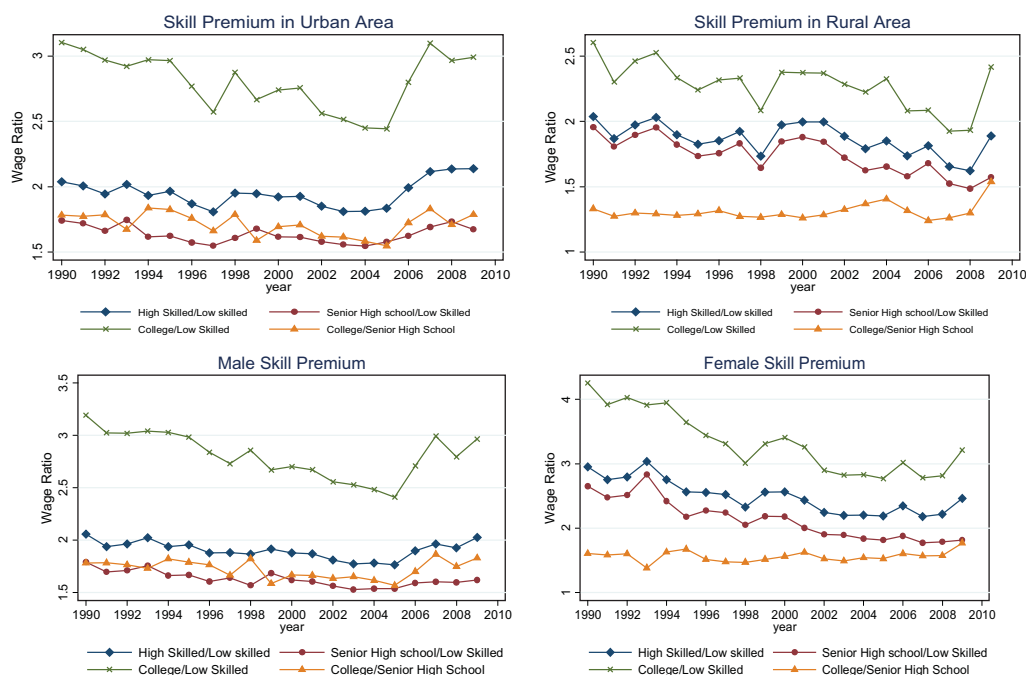 Skill Premium in Urban Area
Wage Ratio
3
2.5
2
1.5
1990 1992 1994 1996 1998 2000 2002 2004 2006 2008 2010
year
High Skilled/Low skilled
Senior High school/Low Skilled
College/Low Skilled
College/Senior High School
Skill Premium in Rural Area
Wage Ratio
2.5
2
1.5
1
1990 1992 1994 1996 1998 2000 2002 2004 2006 2008 2010
year
High Skilled/Low skilled
Senior High school/Low Skilled
College/Low Skilled
College/Senior High School
Male Skill Premium
Wage Ratio
3.5
3
2.5
2
1.5
1990 1992 1994 1996 1998 2000 2002 2004 2006 2008 2010
year
High Skilled/Low skilled
Senior High school/Low Skilled
College/Low Skilled
College/Senior High School
Female Skill Premium
Wage Ratio
4
3
2
1
1990 1992 1994 1996 1998 2000 2002 2004 2006 2008 2010
year
High Skilled/Low skilled
Senior High school/Low Skilled
College/Low Skilled
College/Senior High School